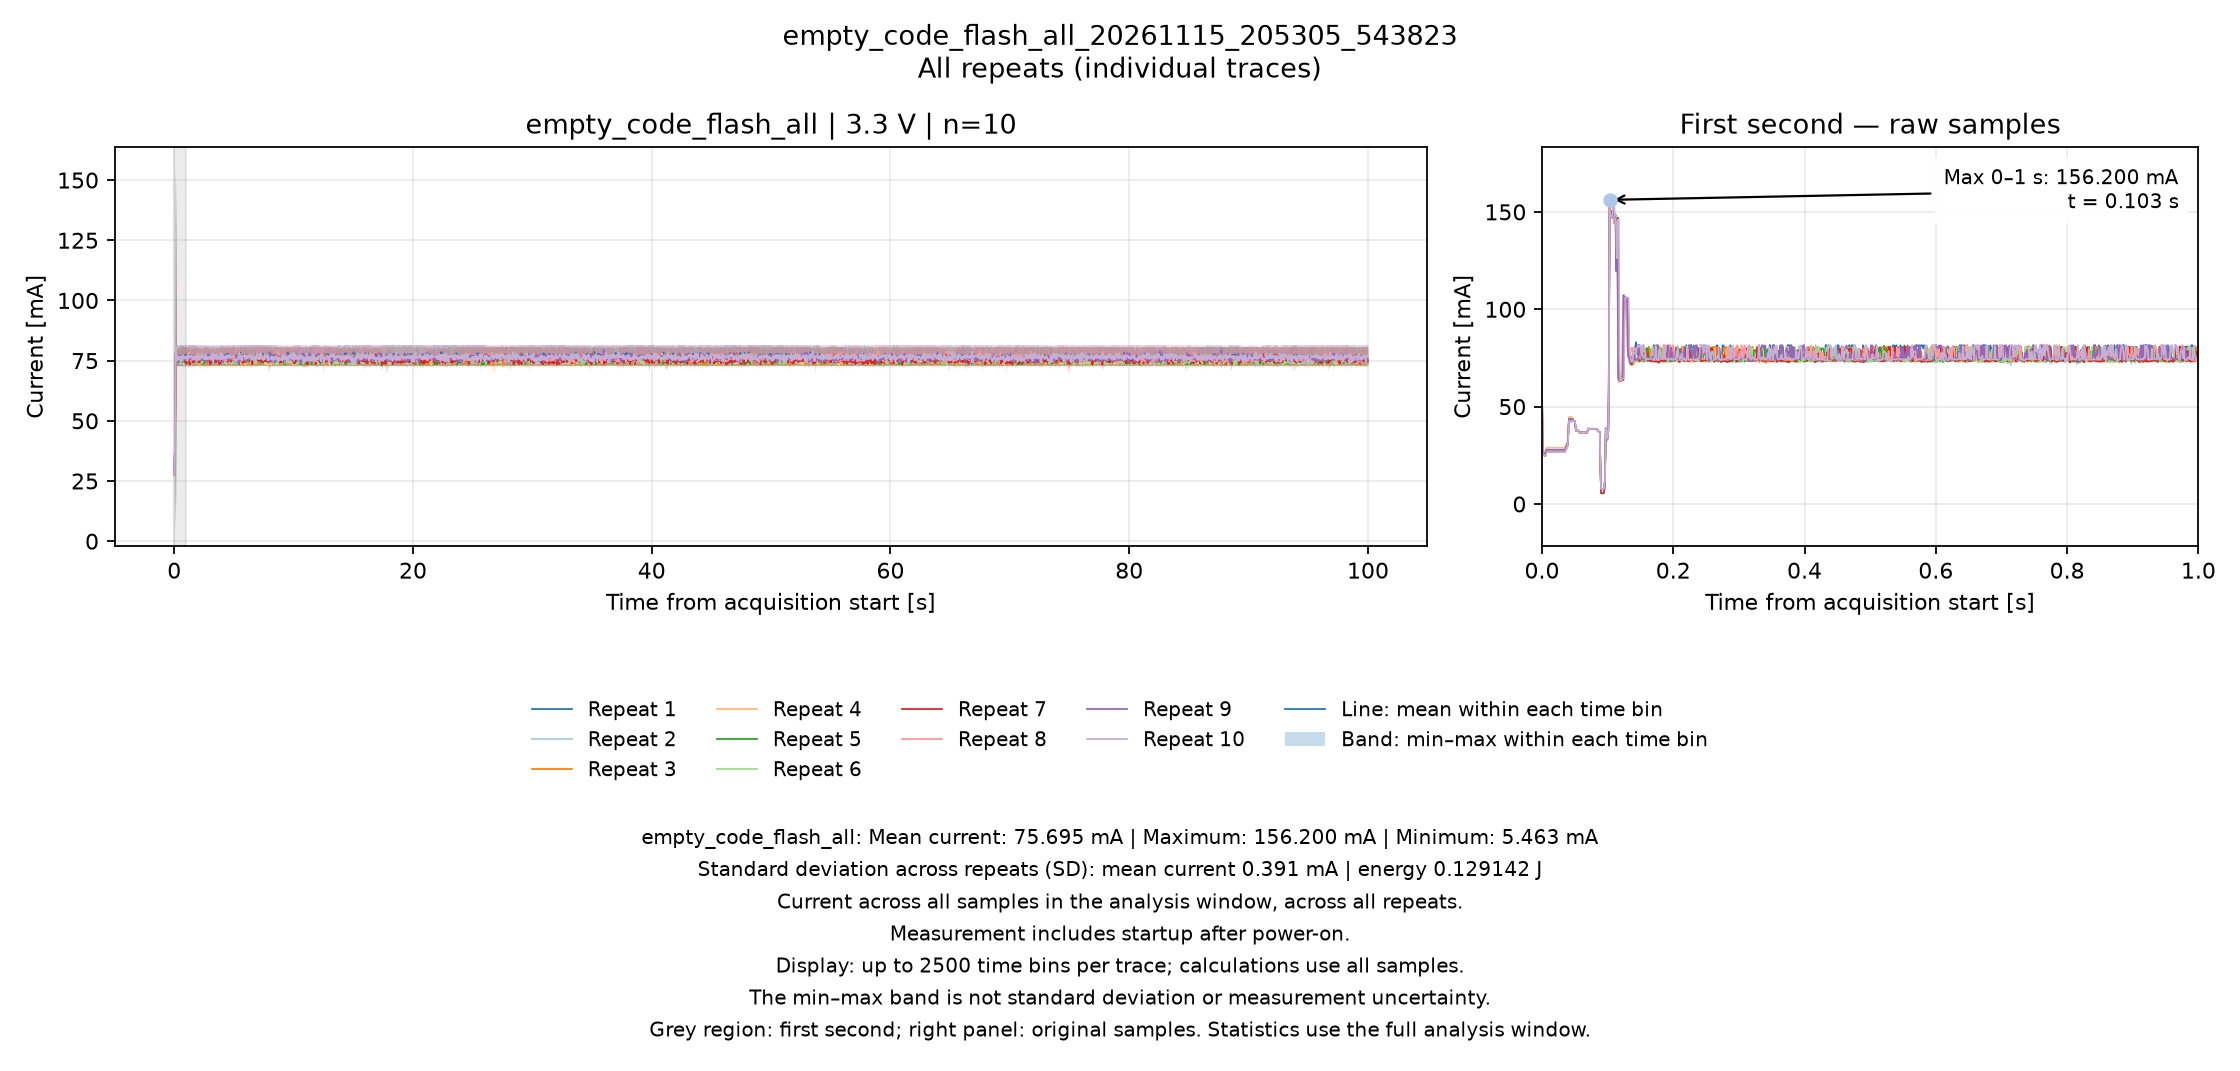 empty_code_flash_all_20261115_205305_543823
All repeats (individual traces)
empty_code_flash_all | 3.3 V | n=10
150
125
100
75
50
25
0
Current [mA]
0 20 40 60 80 100
Time from acquisition start [s]
First second — raw samples
Max 0–1 s: 156.200 mA
t = 0.103 s
150
100
50
0
Current [mA]
0.0 0.2 0.4 0.6 0.8 1.0
Time from acquisition start [s]
Repeat 1 Repeat 4 Repeat 7 Repeat 9 Line: mean within each time bin
Repeat 2 Repeat 5 Repeat 8 Repeat 10 Band: min–max within each time bin
Repeat 3 Repeat 6
empty_code_flash_all: Mean current: 75.695 mA | Maximum: 156.200 mA | Minimum: 5.463 mA
Standard deviation across repeats (SD): mean current 0.391 mA | energy 0.129142 J
Current across all samples in the analysis window, across all repeats.
Measurement includes startup after power-on.
Display: up to 2500 time bins per trace; calculations use all samples.
The min–max band is not standard deviation or measurement uncertainty.
Grey region: first second; right panel: original samples. Statistics use the full analysis window.